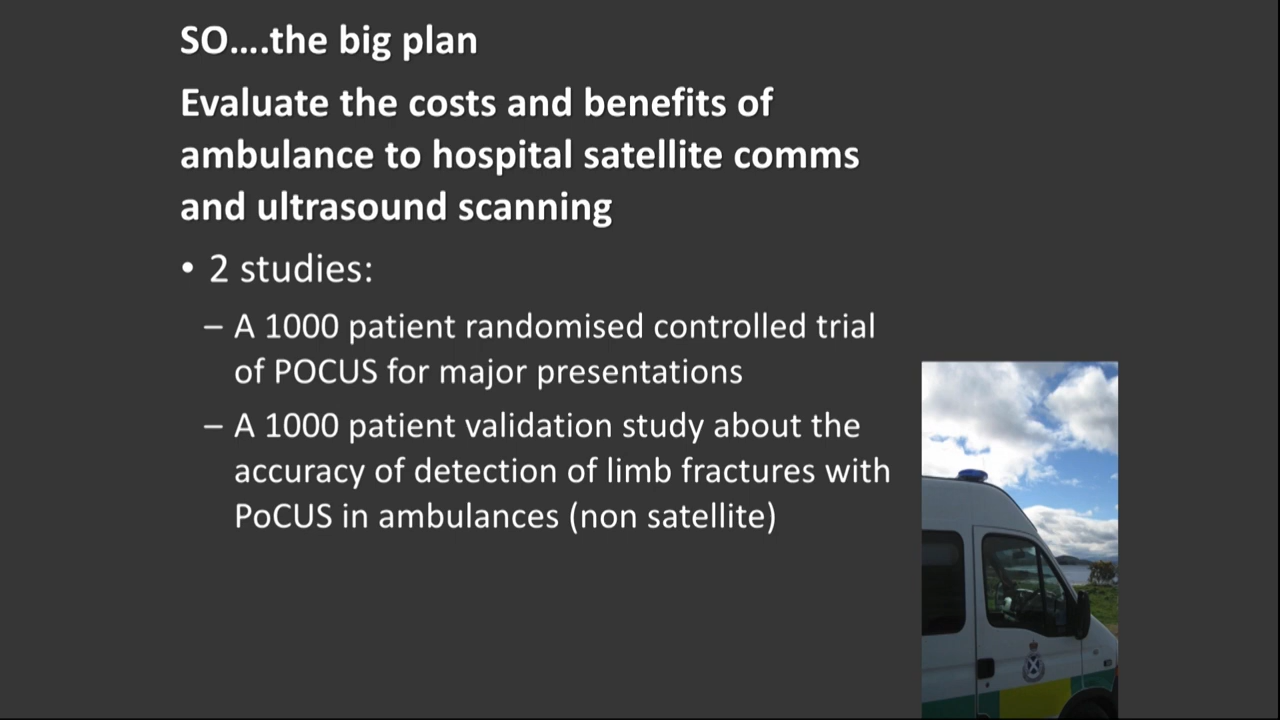 SO....the big plan
Evaluate the costs and benefits of
ambulance to hospital satellite comms
and ultrasound scanning
• 2 studies:
– A 1000 patient randomised controlled trial
of POCUS for major presentations
– A 1000 patient validation study about the
accuracy of detection of limb fractures with
PoCUS in ambulances (non satellite)